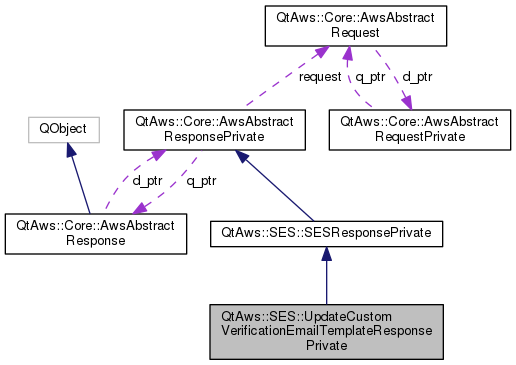 QtAws::Core::AwsAbstract
Request
request
q_ptr
d_ptr
QObject
QtAws::Core::AwsAbstract
ResponsePrivate
QtAws::Core::AwsAbstract
RequestPrivate
d_ptr
q_ptr
QtAws::Core::AwsAbstract
Response
QtAws::SES::SESResponsePrivate
QtAws::SES::UpdateCustom
VerificationEmailTemplateResponse
Private